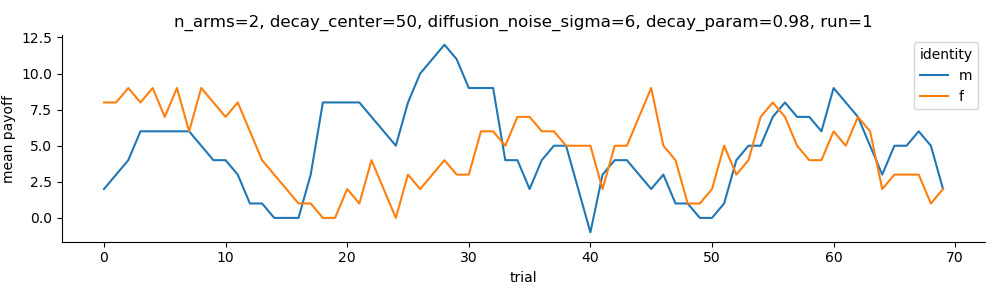 n_arms=2, decay_center=50, diffusion_noise_sigma=6, decay_param=0.98, run=1
12.5
10.0
7.5
5.0
2.5
0.0
mean payoff
identity
m
f
0 10 20 30 40 50 60 70
trial